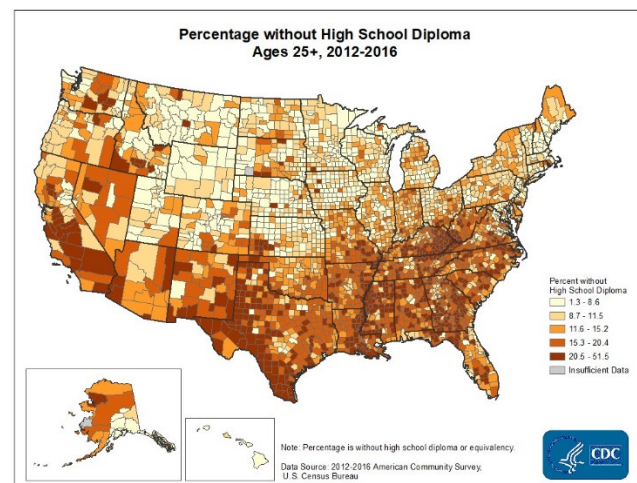 Percentage without High School Diploma
Ages 25+, 2012-2016
Percent without
High School Diploma
1.3 - 8.6
8.7 - 11.5
11.6 - 15.2
15.3 - 20.4
20.5 - 51.5
Insufficient Data
Note: Percentage is without high school diploma or equivalency.
Data Source: 2012-2016 American Community Survey,
U.S. Census Bureau
CDC